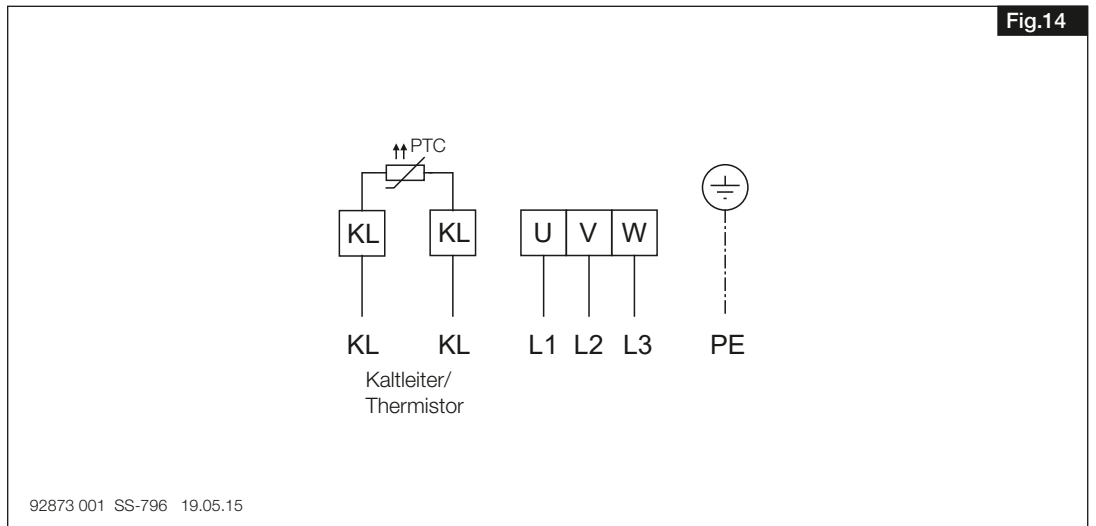 Fig.14
PTC
KL KL U V W
KL KL L1 L2 L3 PE
Kaltleiter/
Thermistor
92873 001 SS-796 19.05.15